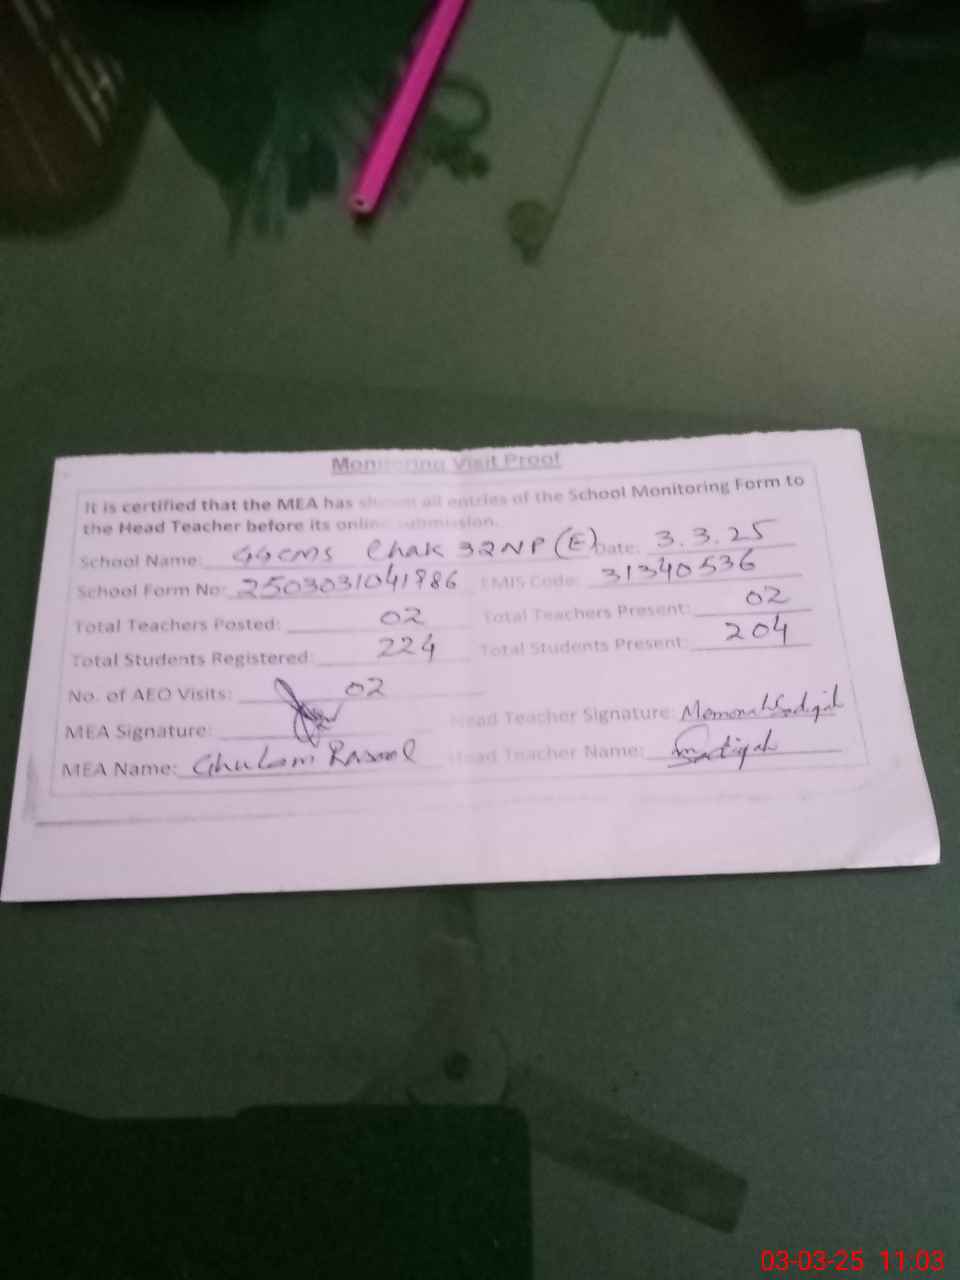 Monitoring Visit Proof
It is certified that the MEA has shown all entries of the School Monitoring Form to
the Head Teacher before its online submission.
School Name: GGCMS Chak 32NP (E) Date: 3.3.25
School Form No: 2503031041986 EMIS Code: 31340536
Total Teachers Posted: 02 Total Teachers Present: 02
Total Students Registered: 224 Total Students Present: 204
No. of AEO Visits: 02
MEA Signature: Head Teacher Signature: Memonah Sadiqah
MEA Name: Ghulam Rasool Head Teacher Name: Sadiqah
03-03-25 11:03